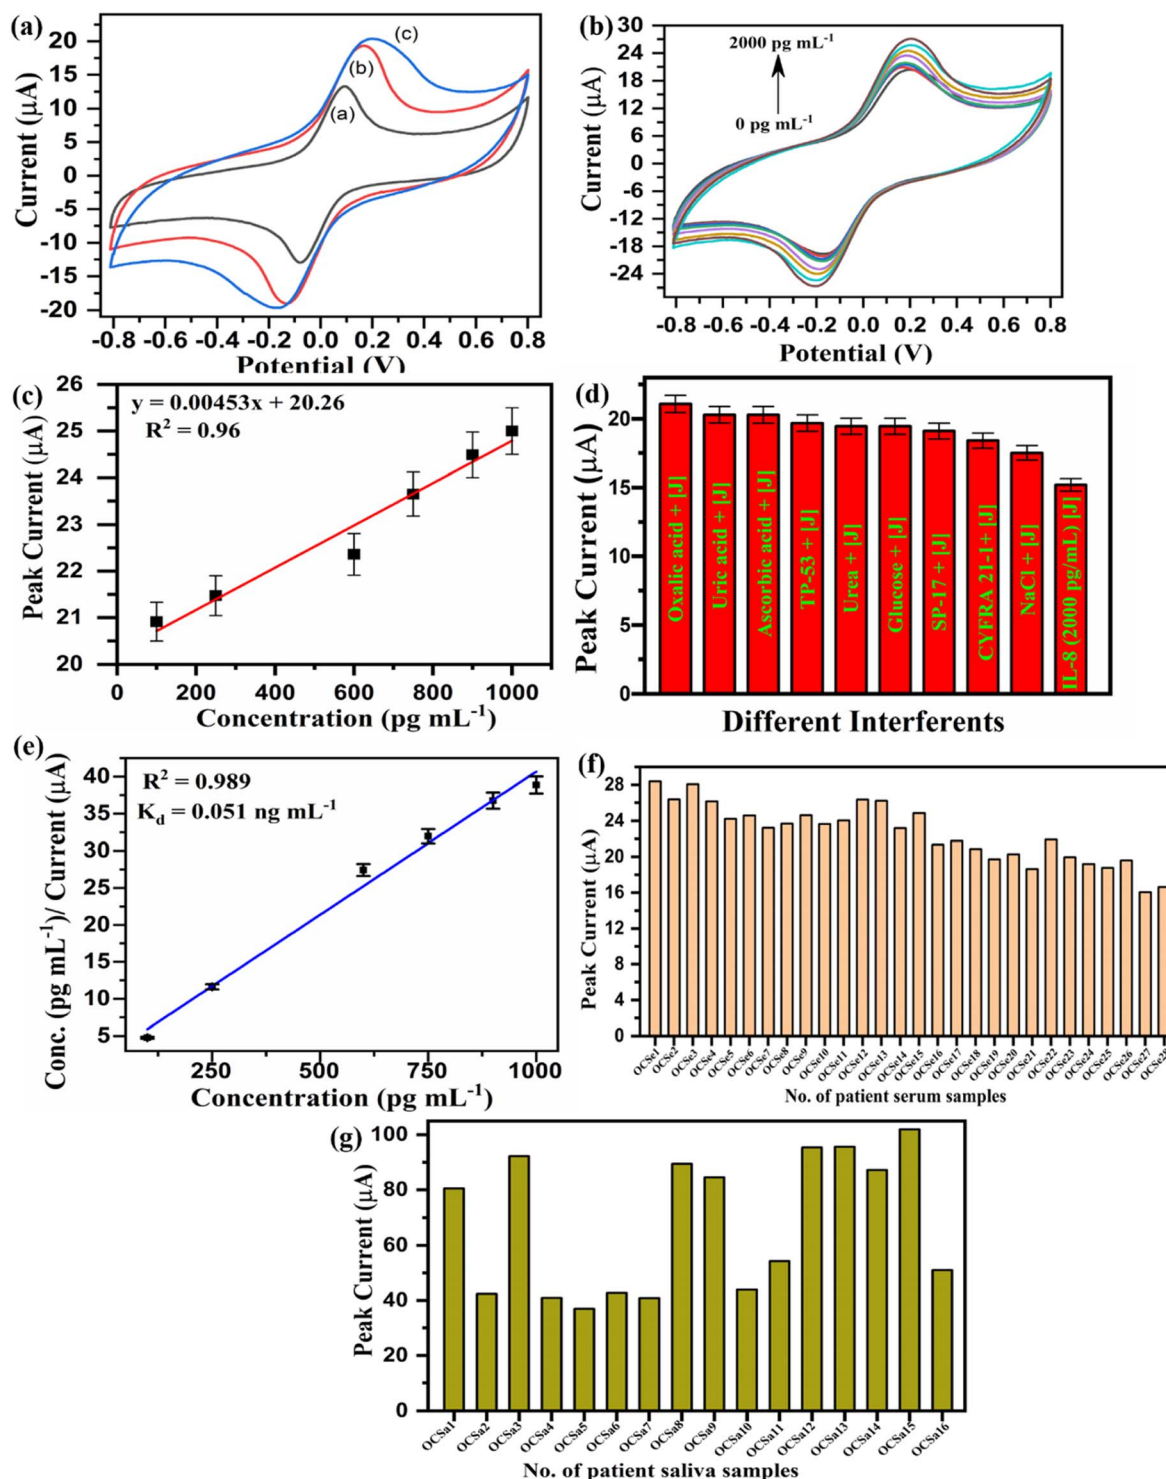 (a)
Current (µA)
20
15
10
5
0
-5
-10
-15
-20
(a)
(b)
(c)
-0.8 -0.6 -0.4 -0.2 0.0 0.2 0.4 0.6 0.8
Potential (V)
(b)
Current (µA)
30
24
18
12
6
0
-6
-12
-18
-24
2000 pg mL-1
0 pg mL-1
-0.8 -0.6 -0.4 -0.2 0.0 0.2 0.4 0.6 0.8
Potential (V)
(c)
Peak Current (µA)
26
25
24
23
22
21
20
y = 0.00453x + 20.26
R2 = 0.96
0 200 400 600 800 1000
Concentration (pg mL-1)
(d)
Peak Current (µA)
20
15
10
5
0
Oxalic acid + [J]
Uric acid + [J]
Ascorbic acid + [J]
TP-53 + [J]
Urea + [J]
Glucose + [J]
SP-17 + [J]
CYFRA 21-1+ [J]
NaCl + [J]
IL-8 (2000 pg/mL) [J]
Different Interferents
(e)
Conc. (pg mL-1)/ Current (µA)
40
35
30
25
20
15
10
5
R2 = 0.989
Kd = 0.051 ng mL-1
250 500 750 1000
Concentration (pg mL-1)
(f)
Peak Current (µA)
28
24
20
16
12
8
4
0
OCSe1
OCSe2
OCSe3
OCSe4
OCSe5
OCSe6
OCSe7
OCSe8
OCSe9
OCSe10
OCSe11
OCSe12
OCSe13
OCSe14
OCSe15
OCSe16
OCSe17
OCSe18
OCSe19
OCSe20
OCSe21
OCSe22
OCSe23
OCSe24
OCSe25
OCSe26
OCSe27
OCSe28
No. of patient serum samples
(g)
Peak Current (µA)
100
80
60
40
20
0
OCSa1
OCSa2
OCSa3
OCSa4
OCSa5
OCSa6
OCSa7
OCSa8
OCSa9
OCSa10
OCSa11
OCSa12
OCSa13
OCSa14
OCSa15
OCSa16
No. of patient saliva samples